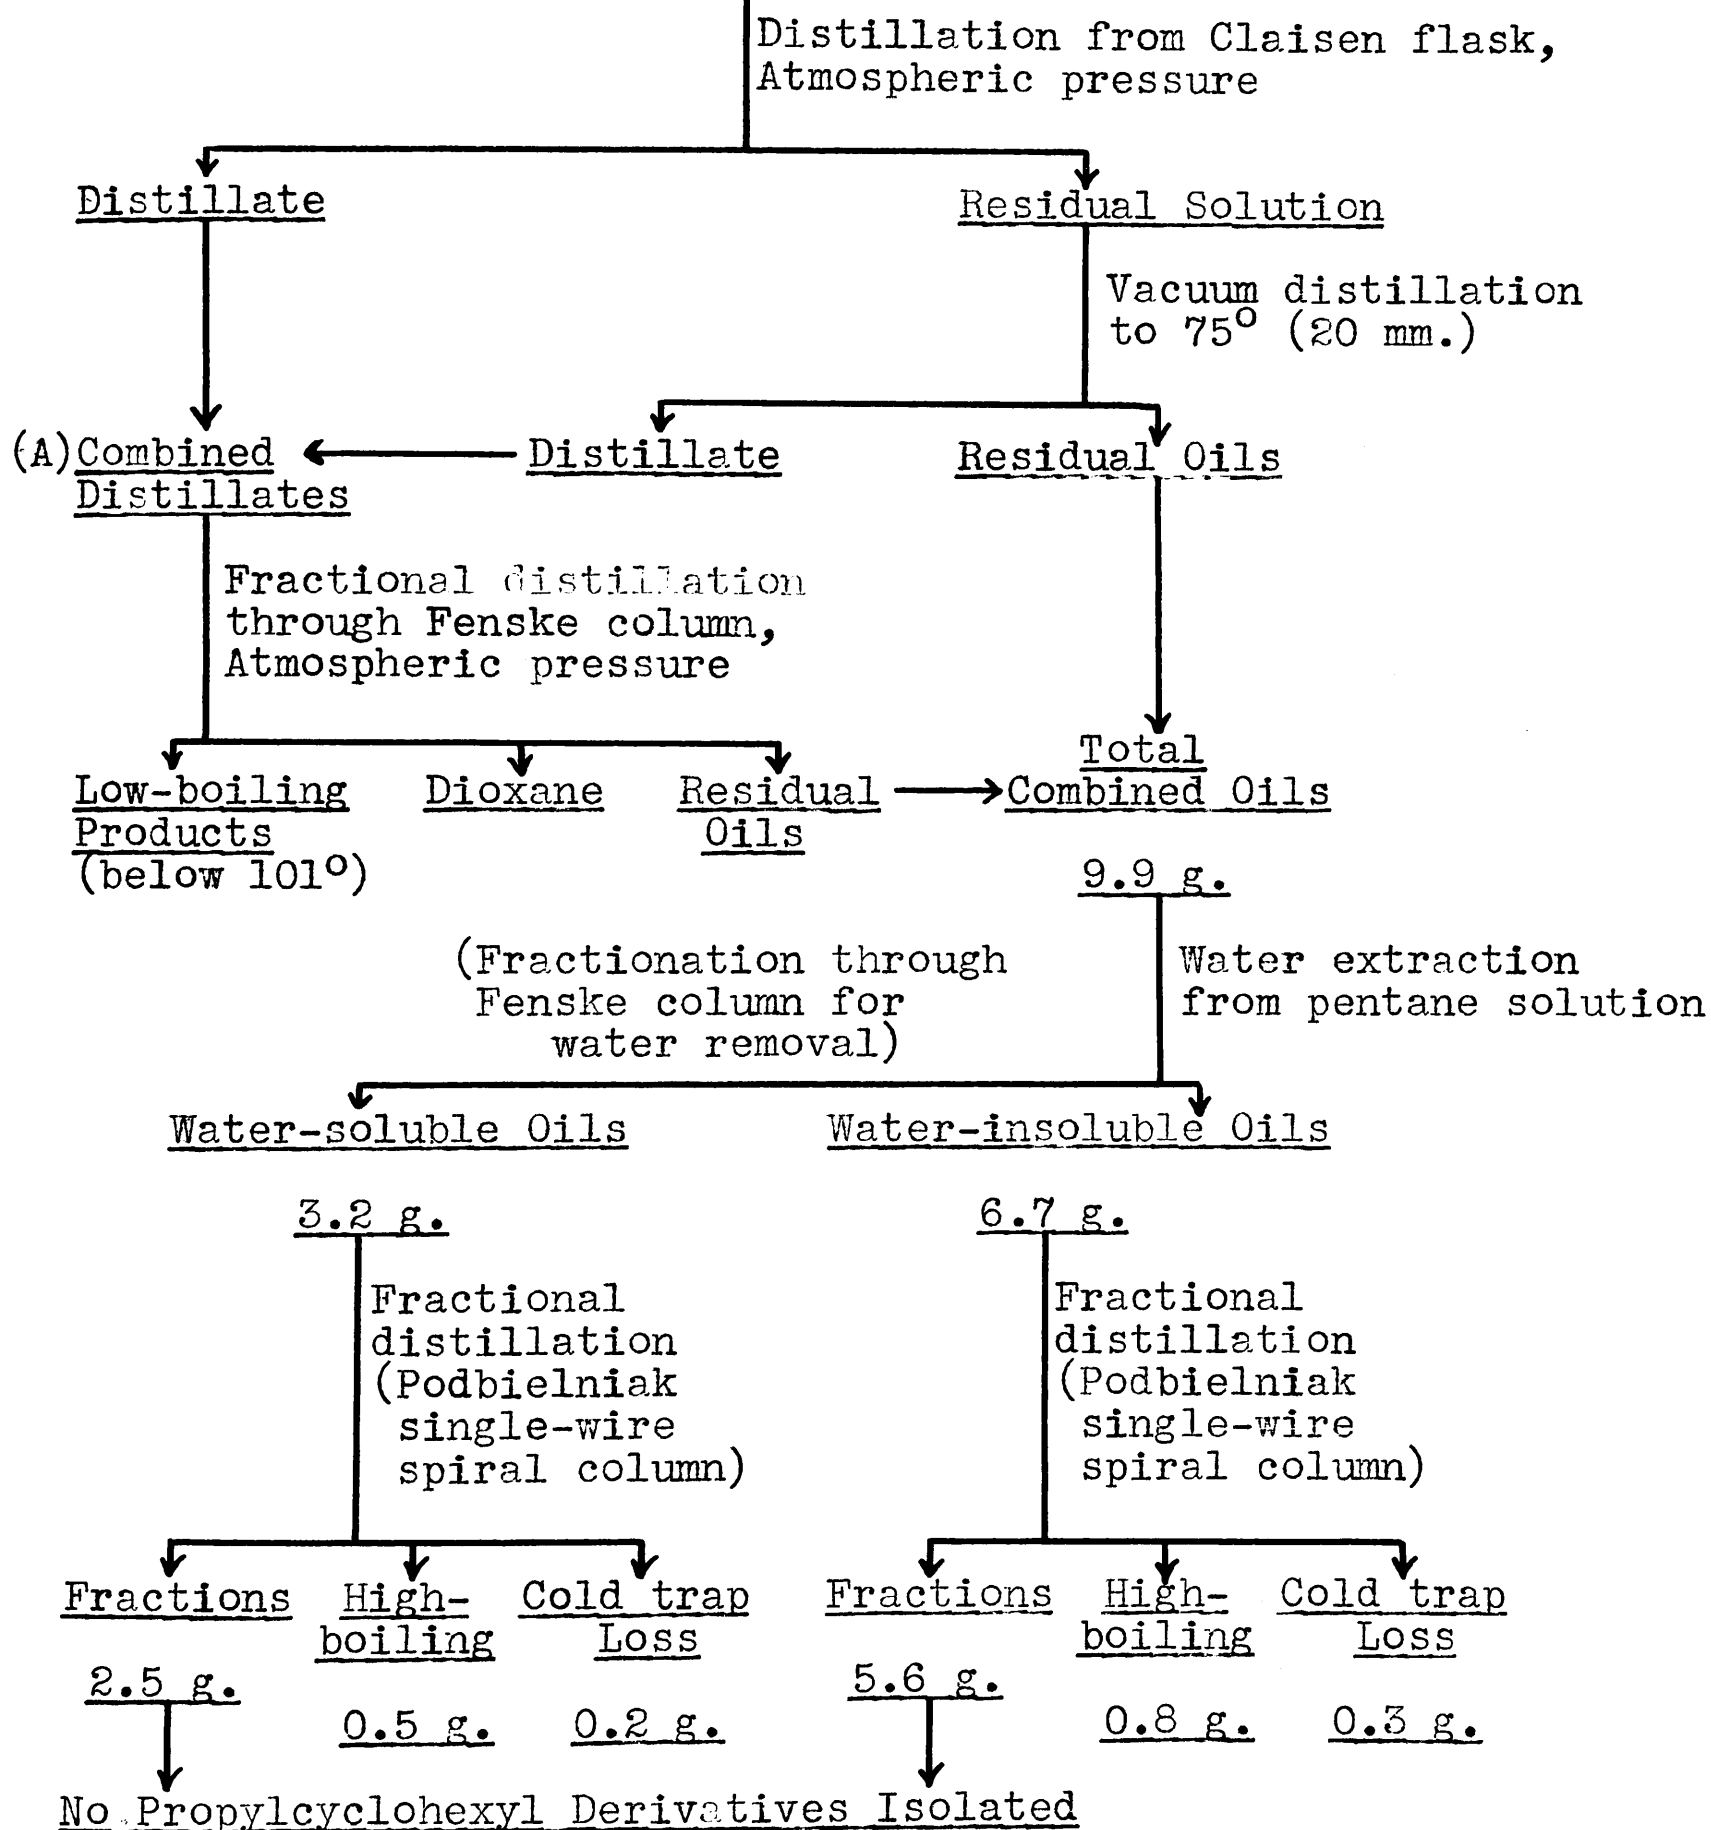 Distillation from Claisen flask,
Atmospheric pressure
Distillate
Residual Solution
Vacuum distillation
to 75º (20 mm.)
(A) Combined
Distillates
Distillate
Residual Oils
Fractional distillation
through Fenske column,
Atmospheric pressure
Low-boiling
Products
(below 101º)
Dioxane
Residual
Oils
Total
Combined Oils
9.9 g.
(Fractionation through
Fenske column for
water removal)
Water extraction
from pentane solution
Water-soluble Oils
Water-insoluble Oils
3.2 g.
6.7 g.
Fractional
distillation
(Podbielniak
single-wire
spiral column)
Fractional
distillation
(Podbielniak
single-wire
spiral column)
Fractions
High-
boiling
Cold trap
Loss
2.5 g.
0.5 g.
0.2 g.
Fractions
High-
boiling
Cold trap
Loss
5.6 g.
0.8 g.
0.3 g.
No Propylcyclohexyl Derivatives Isolated